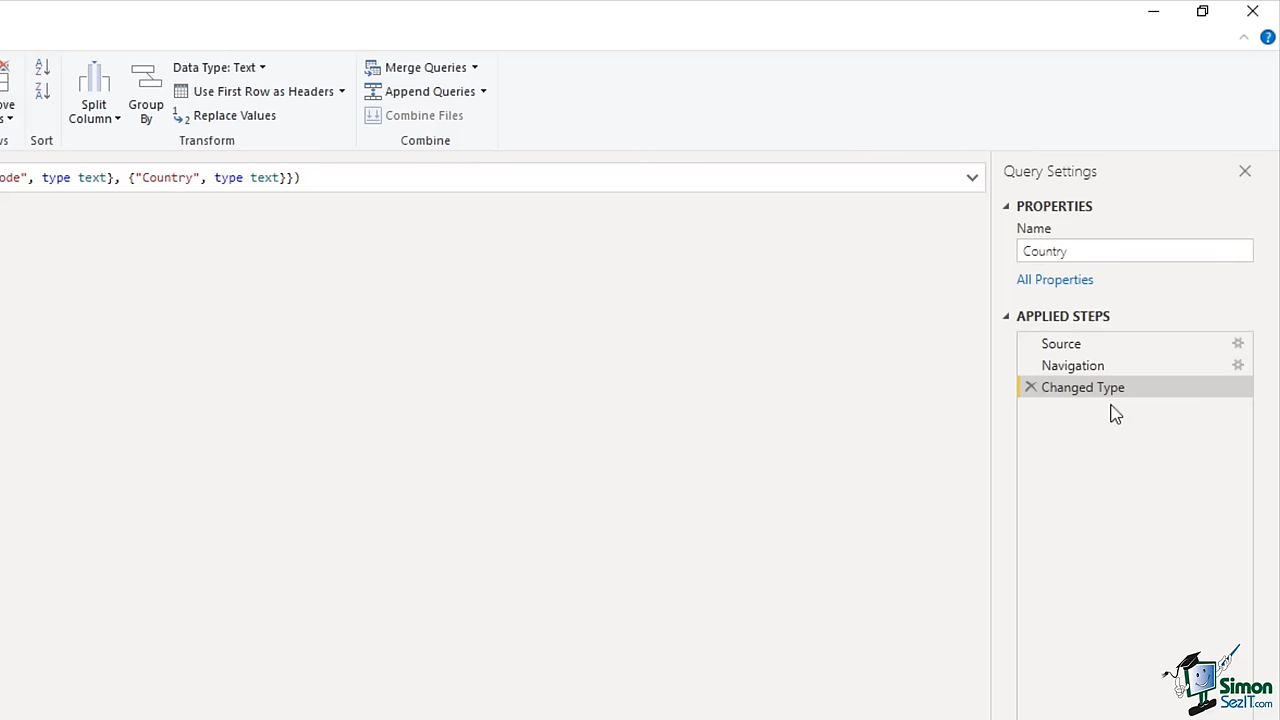 Data Type: Text
Merge Queries
Use First Row as Headers
Append Queries
Split Column
Group By
Replace Values
Combine Files
ove
s
ws
Sort
Transform
Combine
ode", type text}, {"Country", type text}})
Query Settings
PROPERTIES
Name
Country
All Properties
APPLIED STEPS
Source
Navigation
Changed Type
Simon
SezIT.com